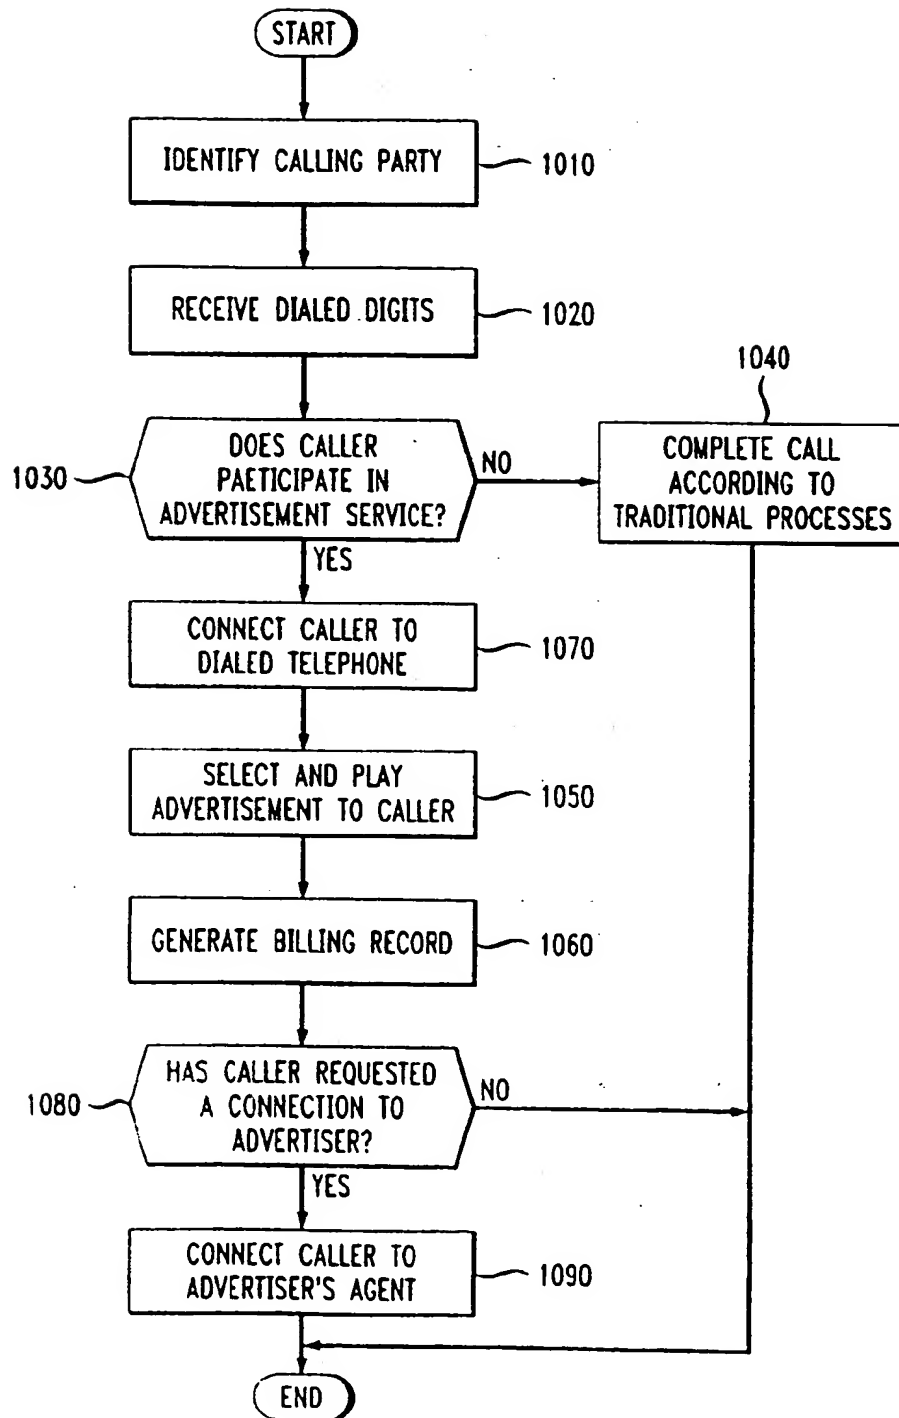 START
IDENTIFY CALLING PARTY
1010
RECEIVE DIALED DIGITS
1020
1040
COMPLETE CALL
ACCORDING TO
TRADITIONAL PROCESSES
1030
DOES CALLER
PAETICIPATE IN
ADVERTISEMENT SERVICE?
NO
YES
CONNECT CALLER TO
DIALED TELEPHONE
1070
SELECT AND PLAY
ADVERTISEMENT TO CALLER
1050
GENERATE BILLING RECORD
1060
1080
HAS CALLER REQUESTED
A CONNECTION TO
ADVERTISER?
NO
YES
CONNECT CALLER TO
ADVERTISER'S AGENT
1090
END